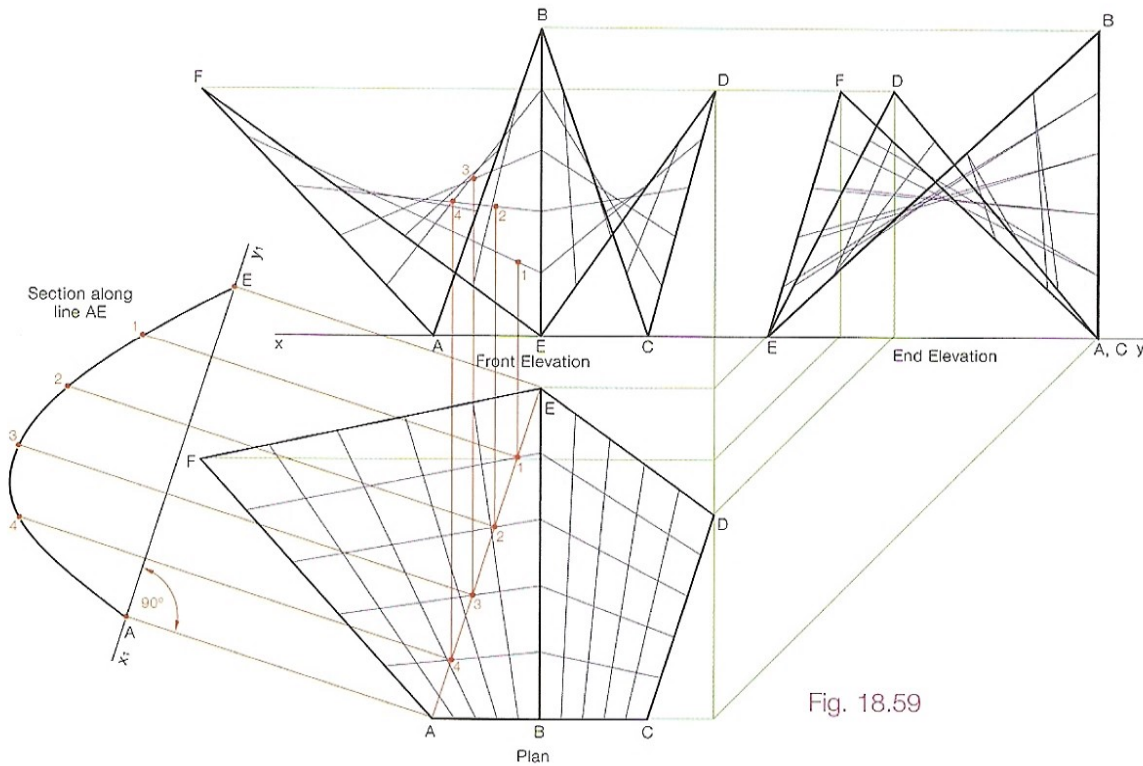 B
B
F
D
F
D
3
4
2
1
y₁
E
Section along
line AE
1
x
A
E
C
E
A, C
y
Front Elevation
End Elevation
2
E
3
F
1
4
D
2
90°
3
A
4
x₁
A
B
C
Plan
Fig. 18.59